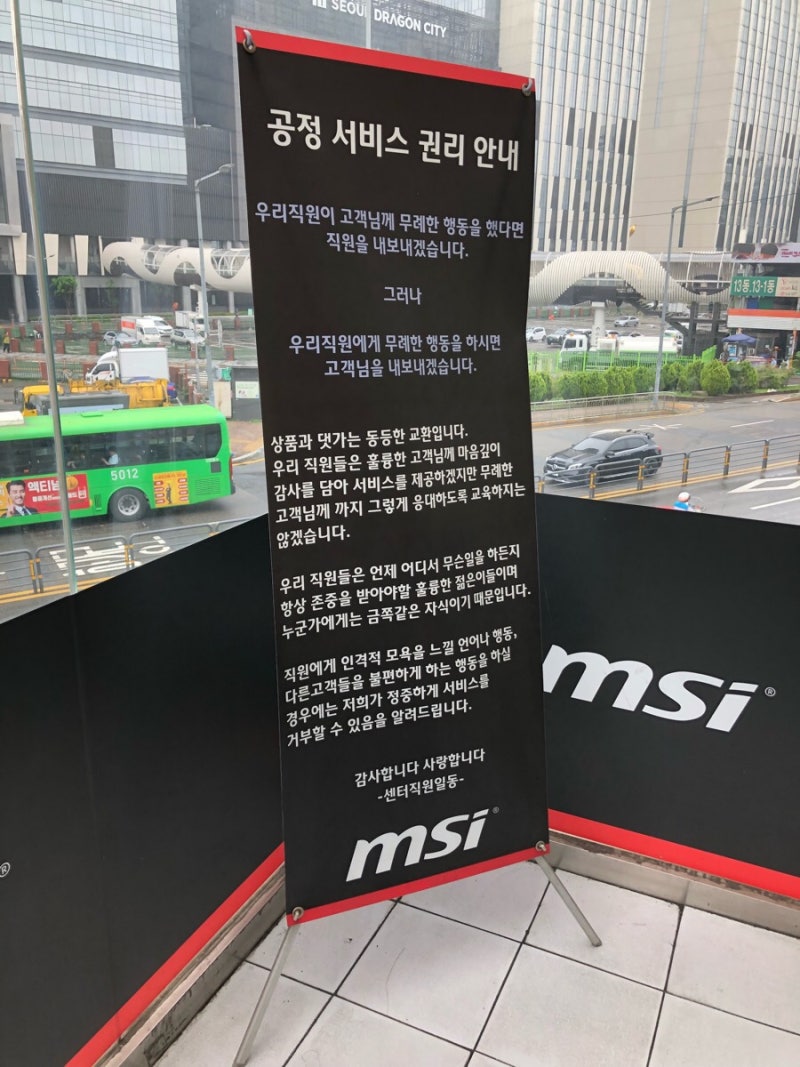 SEOUL DRAGON CITY
공정 서비스 권리 안내
우리직원이 고객님께 무례한 행동을 했다면
직원을 내보내겠습니다.
그러나
우리직원에게 무례한 행동을 하시면
고객님을 내보내겠습니다.
상품과 댓가는 동등한 교환입니다.
우리 직원들은 훌륭한 고객님께 마음깊이
감사를 담아 서비스를 제공하겠지만 무례한
고객님께 까지 그렇게 응대하도록 교육하지는
않겠습니다.
우리 직원들은 언제 어디서 무슨일을 하든지
항상 존중을 받아야할 훌륭한 젊은이들이며
누군가에게는 금쪽같은 자식이기 때문입니다.
직원에게 인격적 모욕을 느낄 언어나 행동,
다른고객들을 불편하게 하는 행동을 하실
경우에는 저희가 정중하게 서비스를
거부할 수 있음을 알려드립니다.
감사합니다 사랑합니다
-센터직원일동-
msi®
msi®
®
13동,13-1동
5012
액티넘